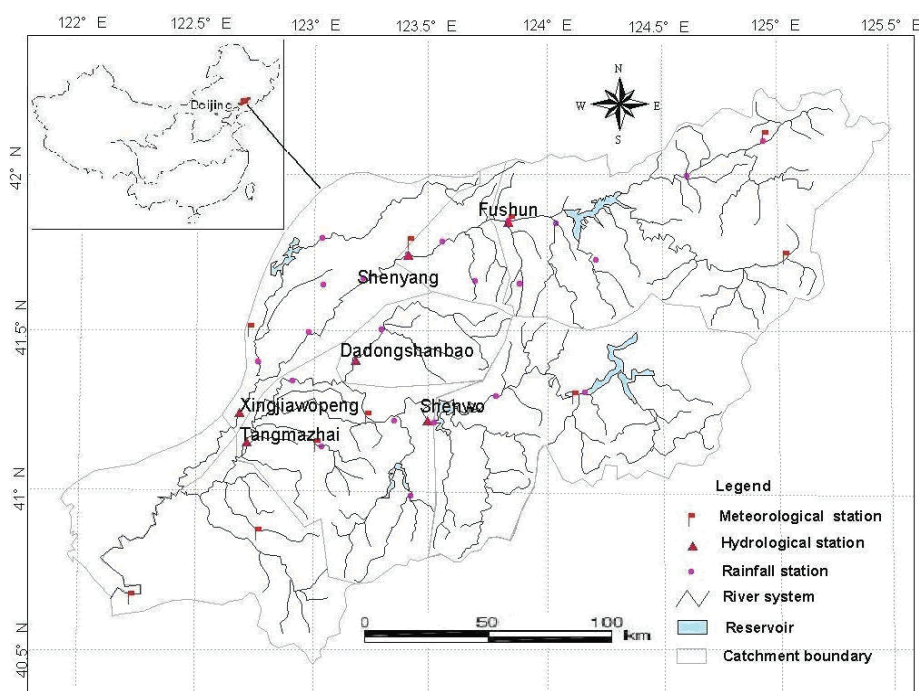 122° E 122.5° E 123° E 123.5° E 124° E 124.5° E 125° E 125.5° E
Deijing
N
W E
S
42° N
Fushun
Shenyang
41.5° N
Dadongshanbao
Xingjiawopeng
Shenwo
Tangmazhai
41° N
Legend
Meteorological station
Hydrological station
Rainfall station
River system
Reservoir
Catchment boundary
0 50 100
km
40.5° N